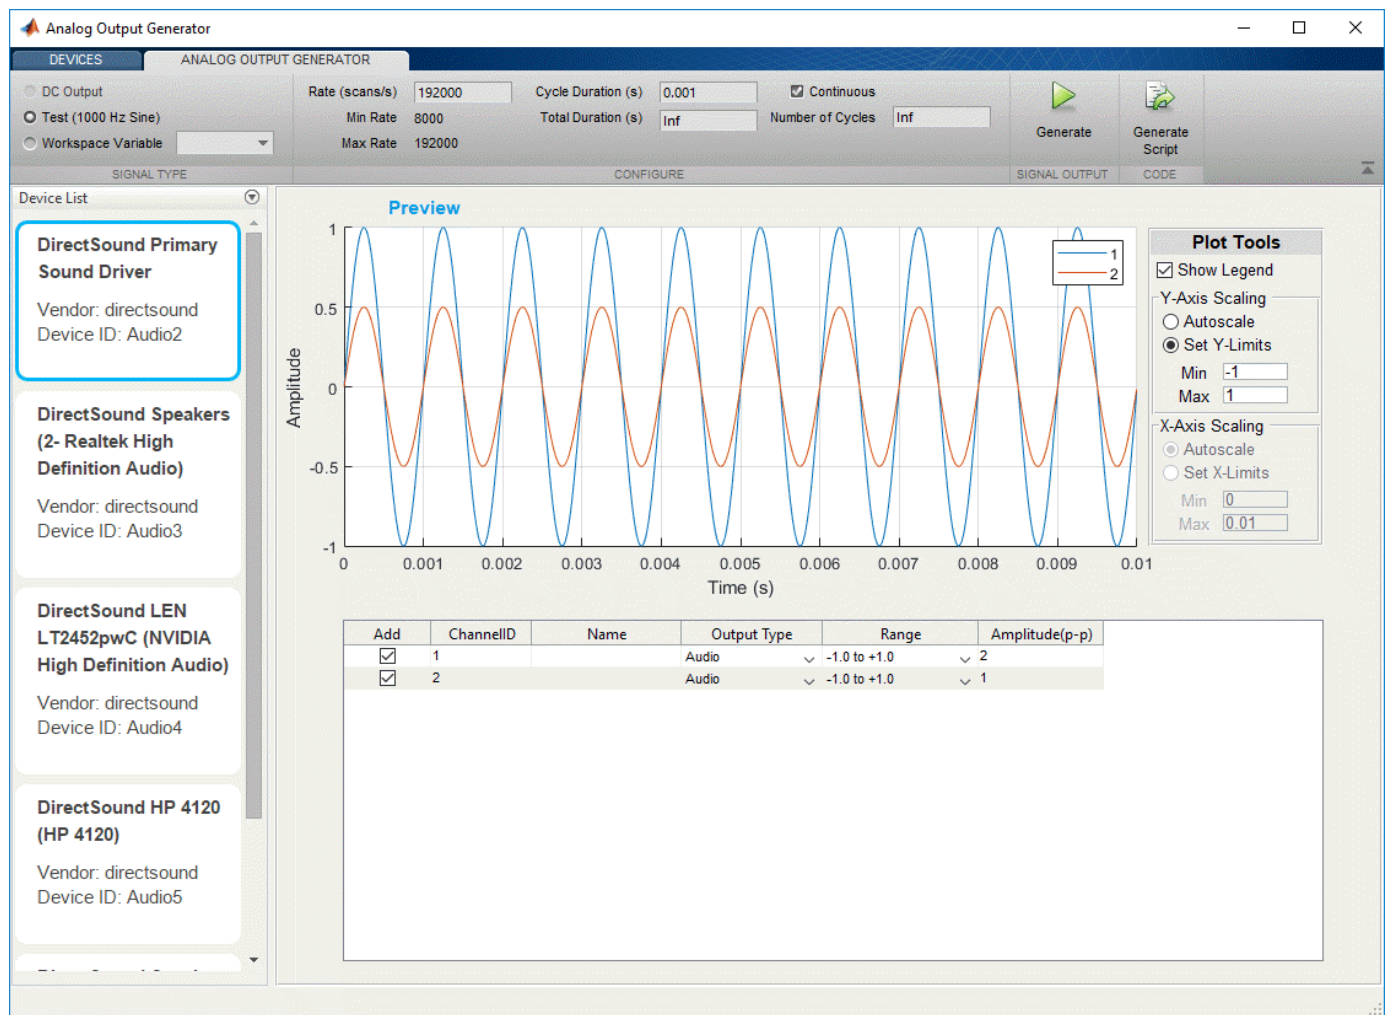 Analog Output Generator
DEVICES
ANALOG OUTPUT GENERATOR
DC Output
Test (1000 Hz Sine)
Workspace Variable
SIGNAL TYPE
Rate (scans/s) 192000
Min Rate 8000
Max Rate 192000
Cycle Duration (s) 0.001
Total Duration (s) Inf
Continuous
Number of Cycles Inf
CONFIGURE
Generate
SIGNAL OUTPUT
Generate
Script
CODE
Device List
DirectSound Primary
Sound Driver
Vendor: directsound
Device ID: Audio2
DirectSound Speakers
(2- Realtek High
Definition Audio)
Vendor: directsound
Device ID: Audio3
DirectSound LEN
LT2452pwC (NVIDIA
High Definition Audio)
Vendor: directsound
Device ID: Audio4
DirectSound HP 4120
(HP 4120)
Vendor: directsound
Device ID: Audio5
Preview
1
0.5
0
-0.5
-1
Amplitude
0 0.001 0.002 0.003 0.004 0.005 0.006 0.007 0.008 0.009 0.01
Time (s)
1
2
Plot Tools
Show Legend
Y-Axis Scaling
Autoscale
Set Y-Limits
Min -1
Max 1
X-Axis Scaling
Autoscale
Set X-Limits
Min 0
Max 0.01
Add ChannelID Name Output Type Range Amplitude(p-p)
1 Audio -1.0 to +1.0 2
2 Audio -1.0 to +1.0 1